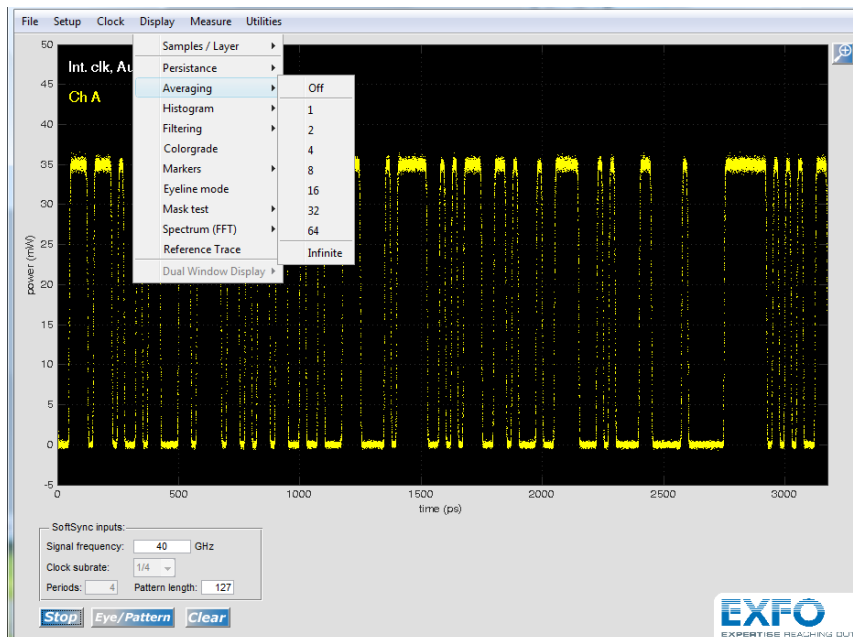 File Setup Clock Display Measure Utilities
Samples / Layer
Persistance
Averaging
Histogram
Filtering
Colorgrade
Markers
Eyeline mode
Mask test
Spectrum (FFT)
Reference Trace
Dual Window Display
Off
1
2
4
8
16
32
64
Infinite
Int. clk, Au
Ch A
power (mW)
50
45
40
35
30
25
20
15
10
5
0
-5
0 500 1000 1500 2000 2500 3000
time (ps)
SoftSync inputs:
Signal frequency: 40 GHz
Clock subrate: 1/4
Periods: 4 Pattern length: 127
Stop Eye/Pattern Clear
EXFO
EXPERTISE REACHING OUT